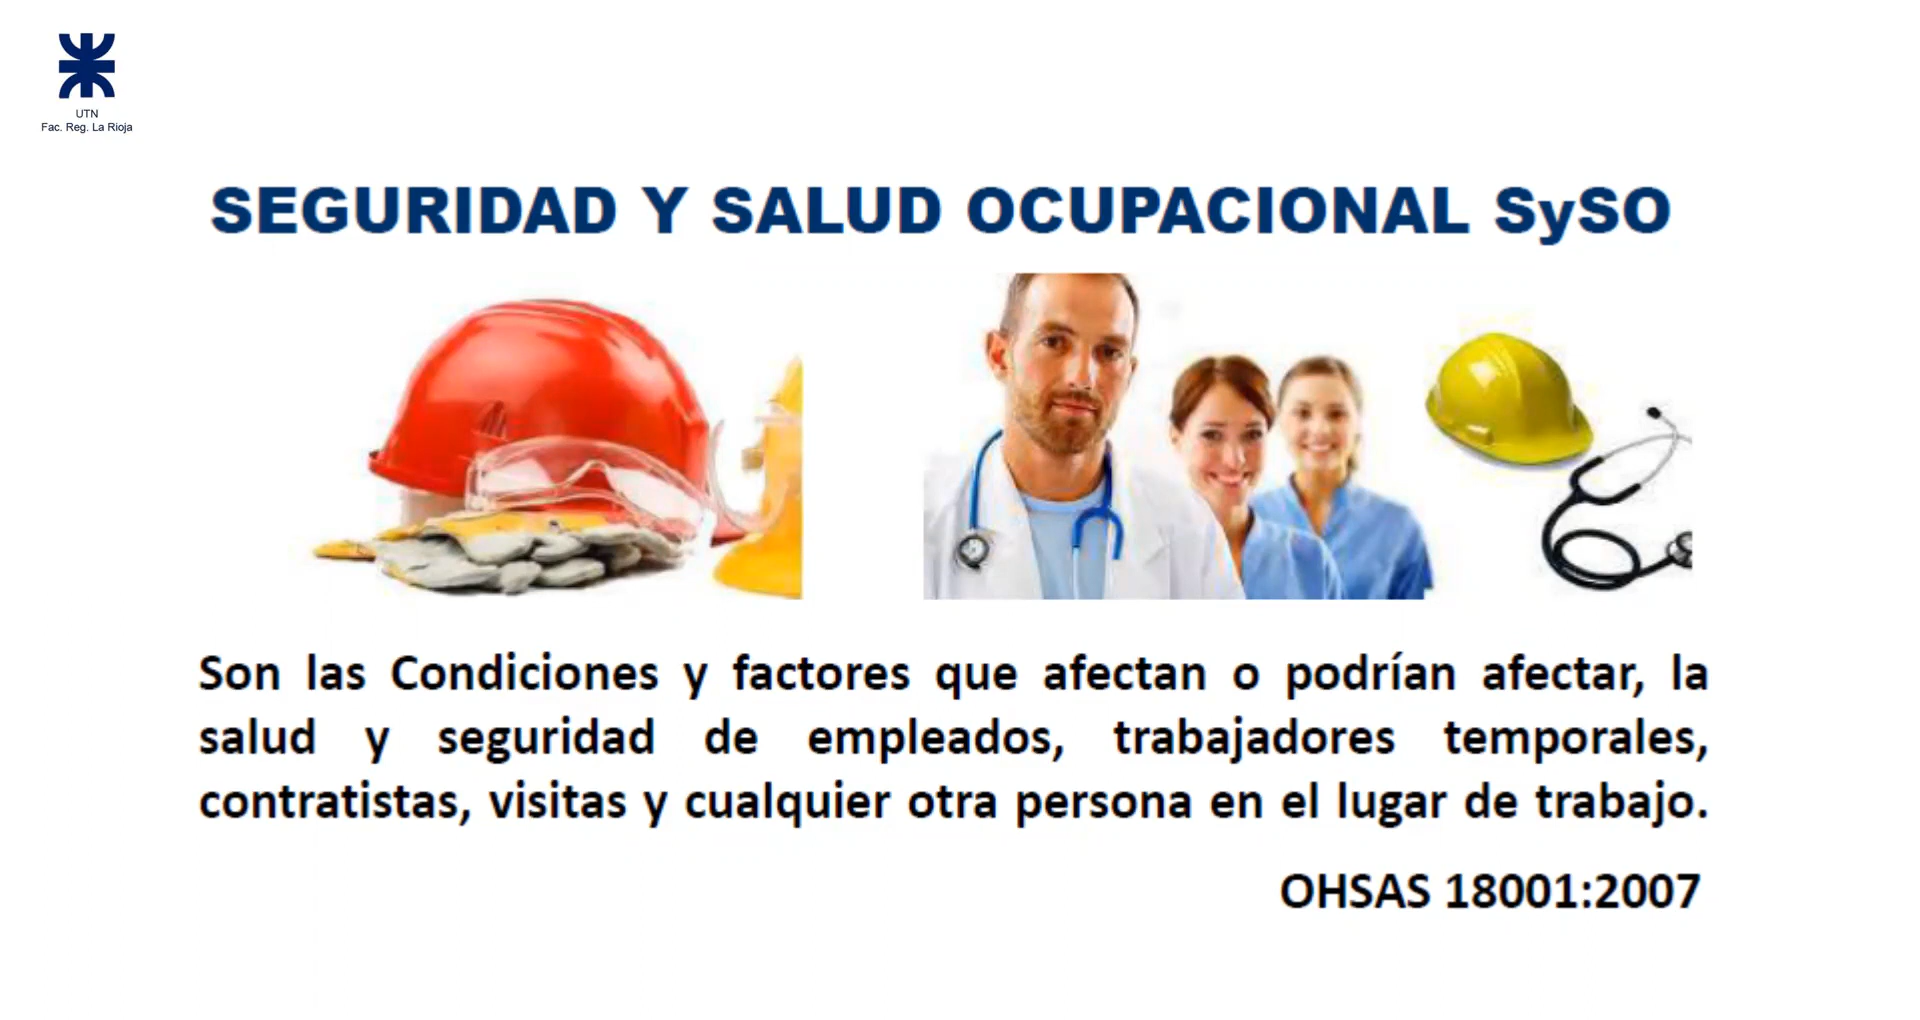 UTN
Fac. Reg. La Rioja
SEGURIDAD Y SALUD OCUPACIONAL SySO
Son las Condiciones y factores que afectan o podrían afectar, la
salud y seguridad de empleados, trabajadores temporales,
contratistas, visitas y cualquier otra persona en el lugar de trabajo.
OHSAS 18001:2007